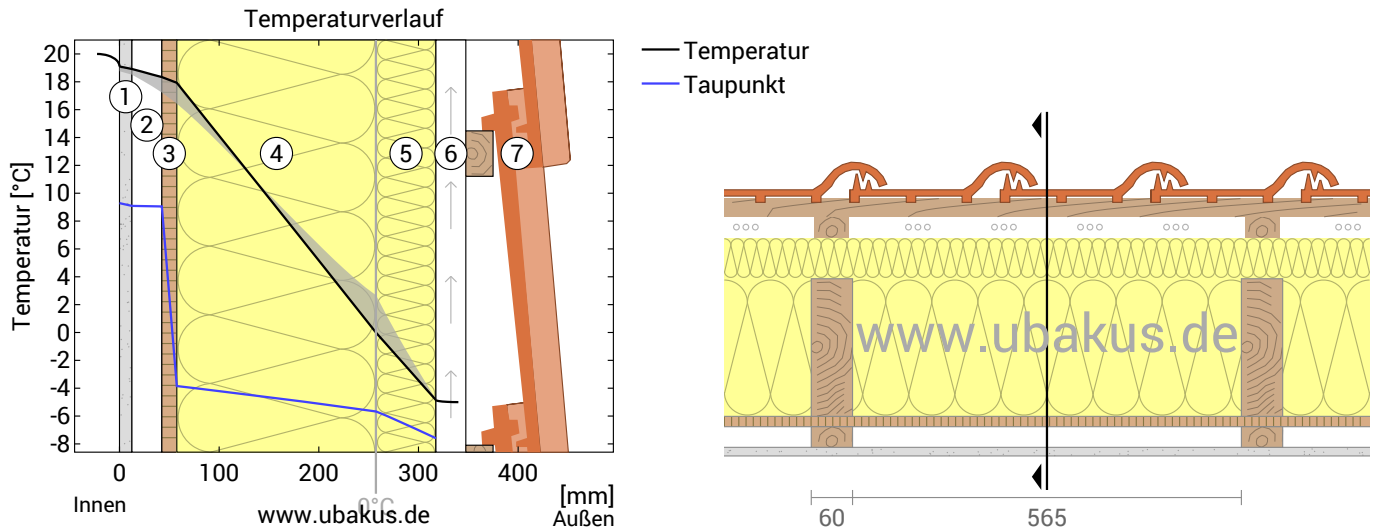 Temperaturverlauf
Temperatur
Taupunkt
Temperatur [°C]
20
18
16
14
12
10
8
6
4
2
0
-2
-4
-6
-8
1
2
3
4
5
6
7
0
100
200
300
400
[mm]
Innen
0°C
www.ubakus.de
Außen
www.ubakus.de
60
565